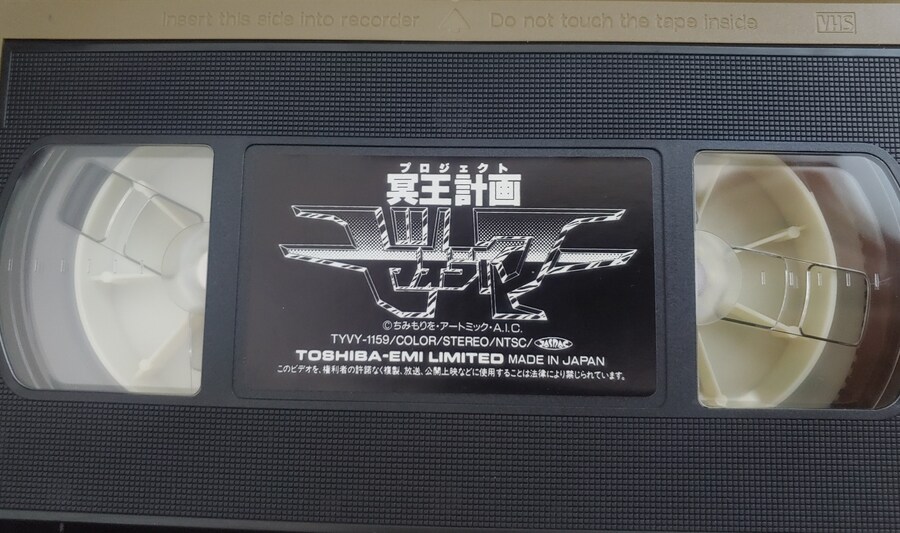 Insert this side into recorder △ Do not touch the tape inside VHS
プロジェクト
冥王計画
ゼオライマー
©ちみもりを・アートミック・A.I.C.
TYVY-1159/COLOR/STEREO/NTSC/
TOSHIBA-EMI LIMITED MADE IN JAPAN
このビデオを、権利者の許諾なく複製、放送、公開上映などに使用することは法律により禁じられています。